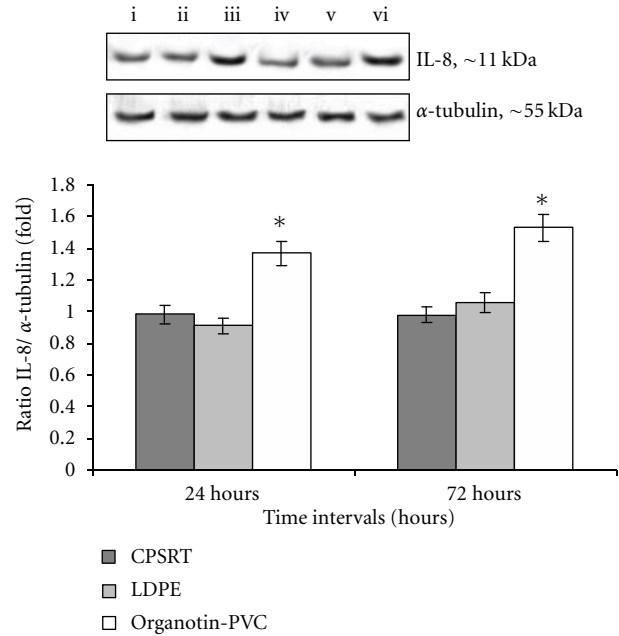 i ii iii iv v vi
IL-8, ~11 kDa
α-tubulin, ~55 kDa
Ratio IL-8/ α-tubulin (fold)
1.8
1.6
1.4
1.2
1
0.8
0.6
0.4
0.2
0
*
*
24 hours 72 hours
Time intervals (hours)
CPSRT
LDPE
Organotin-PVC